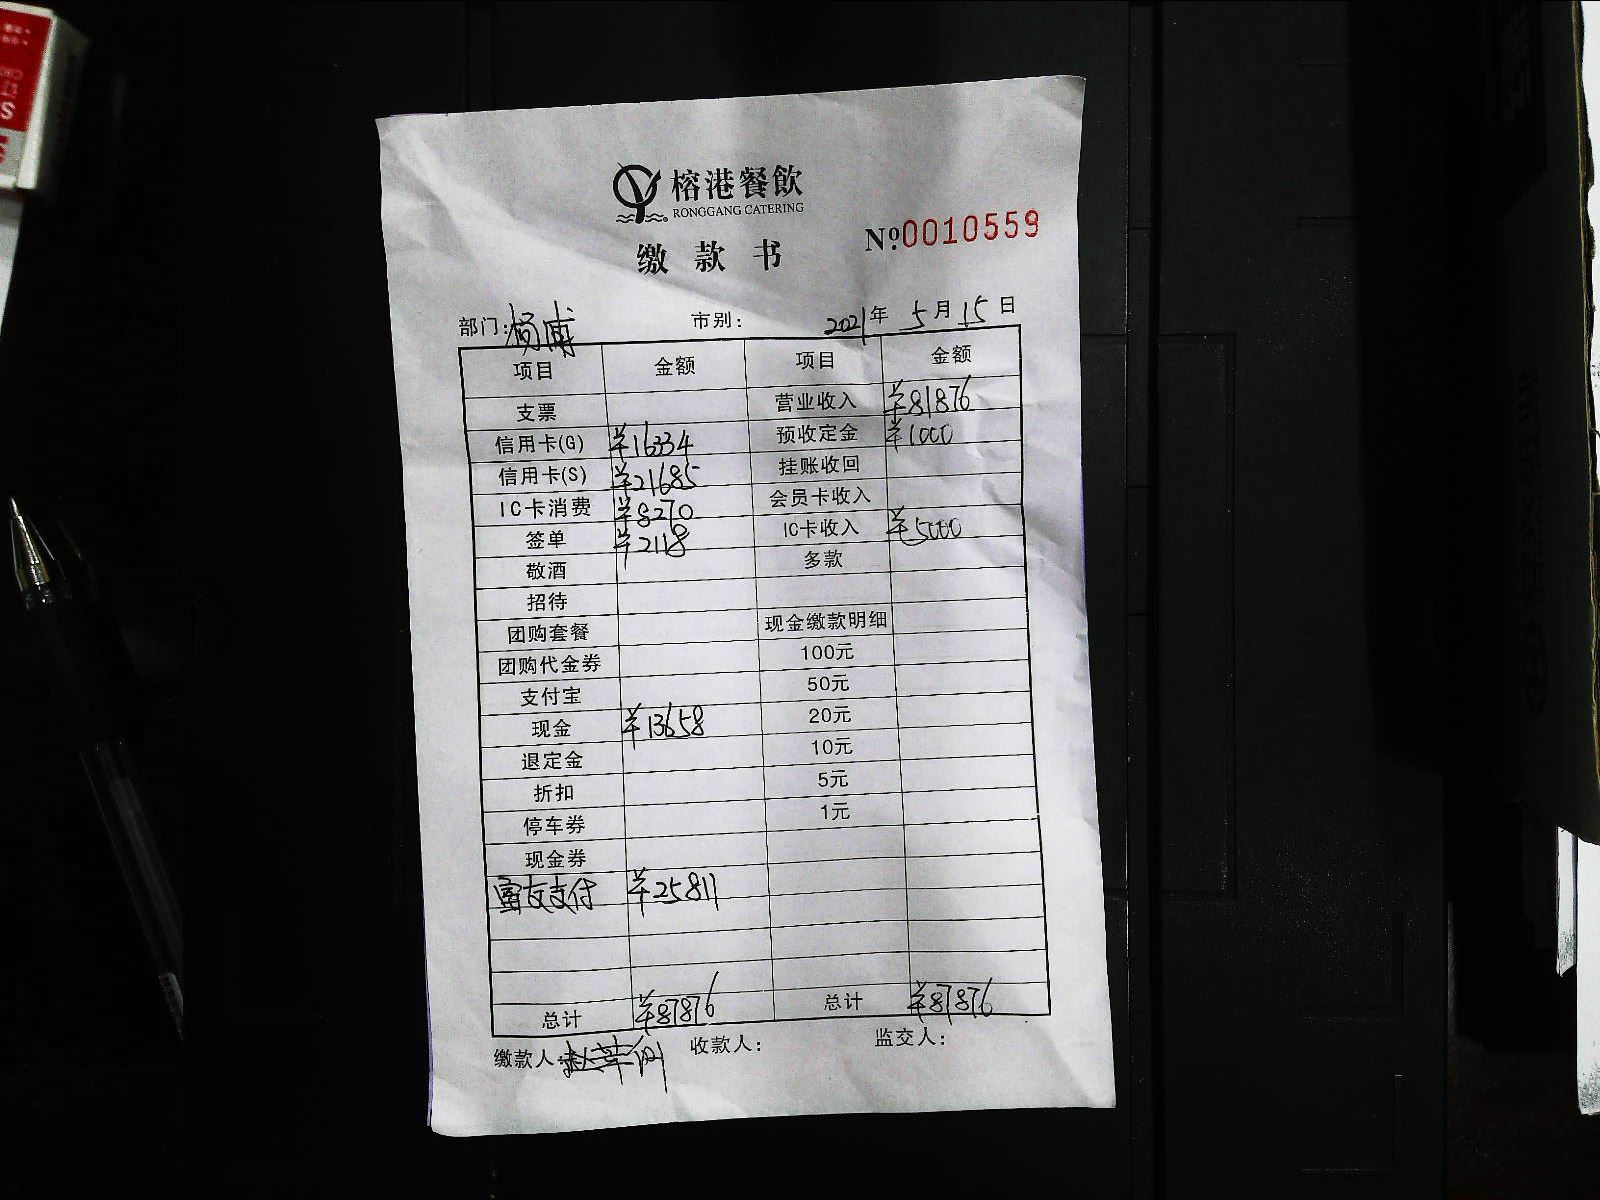 榕港餐飲
RONGGANG CATERING
缴款书 №0010559
部门: 杨浦 市别: 2021年 5月15日
项目 金额 项目 金额
支票 营业收入 ¥81876
信用卡(G) ¥16334 预收定金 ¥1000
信用卡(S) ¥21685 挂账收回
IC卡消费 ¥8270 会员卡收入
签单 ¥2118 IC卡收入 ¥5000
敬酒 多款
招待
团购套餐 现金缴款明细
团购代金券 100元
支付宝 50元
现金 ¥13658 20元
退定金 10元
折扣 5元
停车券 1元
现金券
富友支付 ¥25811
总计 ¥87876 总计 ¥87876
缴款人: 收款人: 监交人: